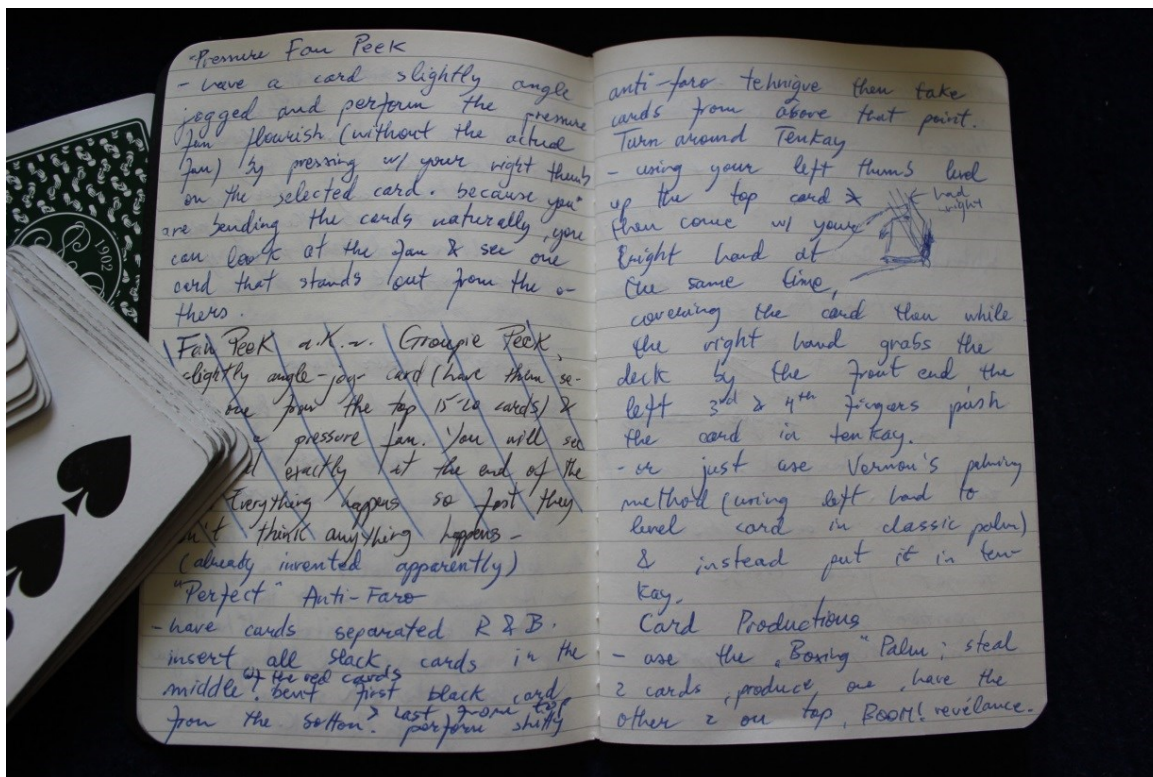 "Pressure Fan Peek
- have a card slightly angle
jogged and perform the pressure
fan flourish (without the actual
fan) by pressing w/ your right thumb
on the selected card. because you
are bending the cards naturally, you
can look at the fan & see one
card that stands out from the o-
thers.
Fan Peek a.k.a. Groupie Peek,
slightly angle-jog card (have them se-
one from the top 15-20 cards) &
a pressure fan. You will see
exactly at the end of the
Everything happens so fast they
think anything happens -
(already invented apparently)
"Perfect" Anti-Faro
- have cards separated R & B.
insert all black cards in the
of the red cards
middle? bent first black card
from the bottom? last from top
perform shitty
anti-faro tehnique then take
cards from above that point.
Turn around Tenkay
- using your left thumb level
up the top card &
then come w/ your
right hand at
the same time,
had
right
covering the card then while
the right hand grabs the
deck by the front end, the
left 3rd & 4th fingers push
the card in tenkay.
- or just use Vernon's palming
method (using left hand to
level card in classic palm)
& instead put it in ten-
kay.
Card Productions
- use the "Boxing" Palm; steal
2 cards, produce one, have the
other 2 on top, BOOM! revélance.
1902